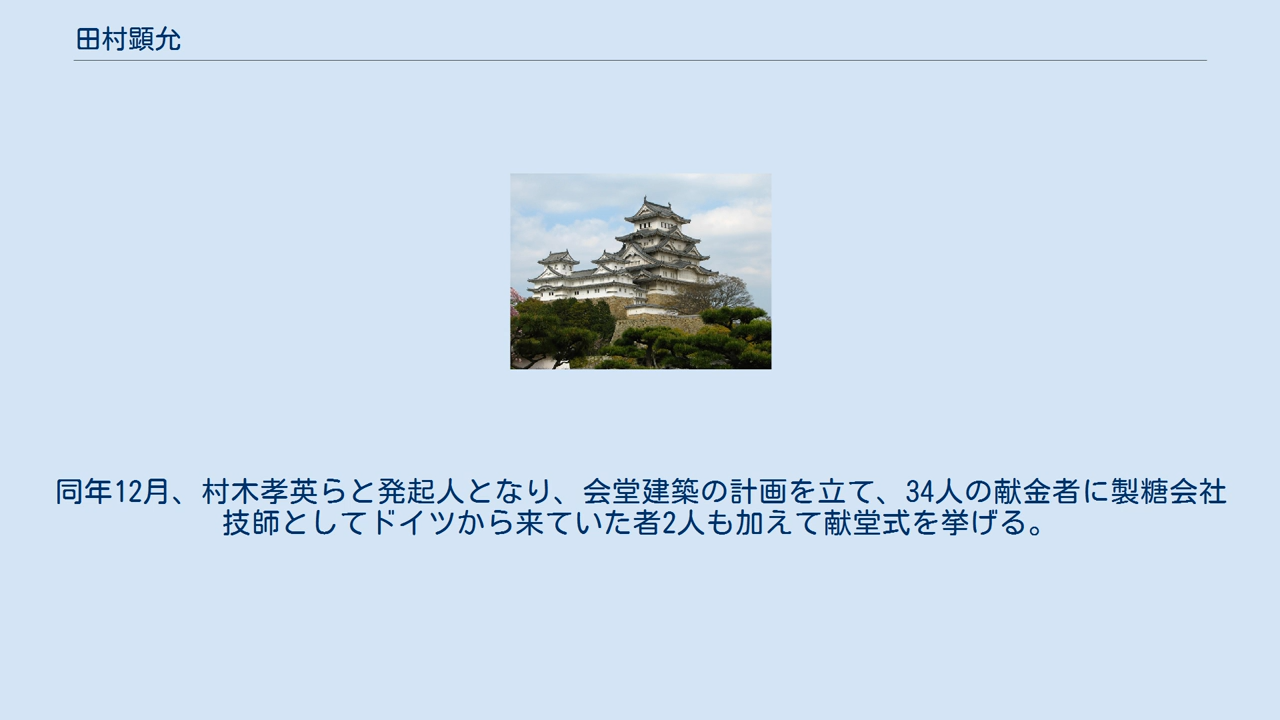 田村顕允
同年12月、村木孝英らと発起人となり、会堂建築の計画を立て、34人の献金者に製糖会社
技師としてドイツから来ていた者2人も加えて献堂式を挙げる。